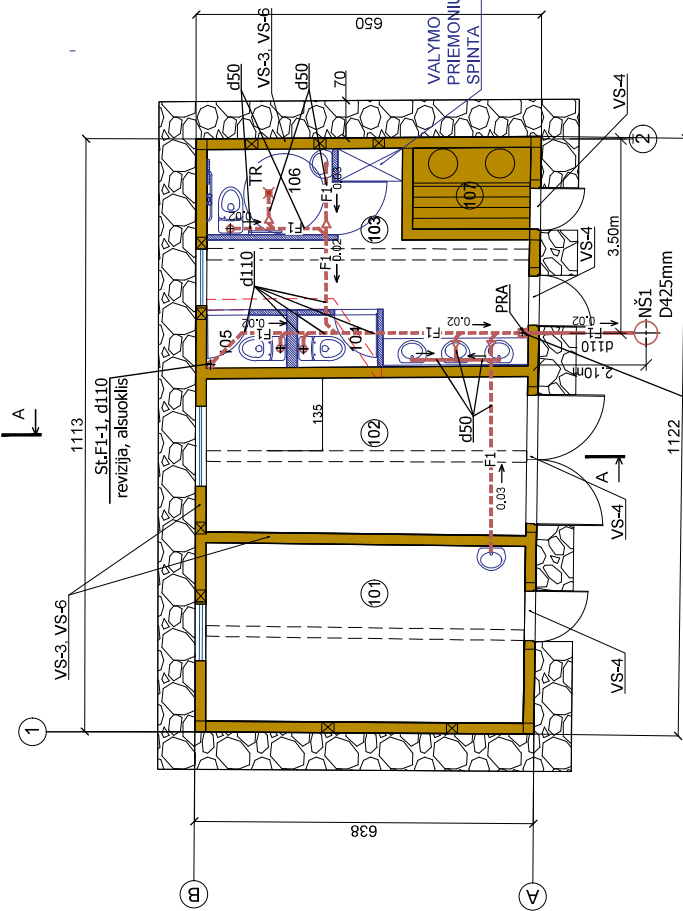 A
1113
St.F1-1, d110
revizija, alsuoklis
VS-3, VS-6
1
B
A
638
650
VS-3, VS-6
d50
d50
70
VALYMO
PRIEMONIŲ
SPINTA
VS-4
2
3.50m
VS-4
NŠ1
D425mm
2.10m
d110
F1
0.02
PRA
1122
A
VS-4
VS-4
101
102
103
104
105
106
107
TR
135
d110
d50
F1
0.03
F1
0.02
F1
0.02
F1
0.03
F1
0.02
F1
0.02